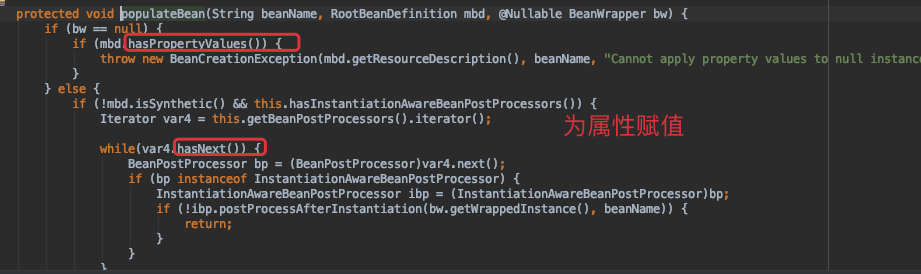 protected void populateBean(String beanName, RootBeanDefinition mbd, @Nullable BeanWrapper bw) {
if (bw == null) {
if (mbd.hasPropertyValues()) {
throw new BeanCreationException(mbd.getResourceDescription(), beanName, "Cannot apply property values to null instance
}
} else {
if (!mbd.isSynthetic() && this.hasInstantiationAwareBeanPostProcessors()) {
Iterator var4 = this.getBeanPostProcessors().iterator();
为属性赋值
while(var4.hasNext()) {
BeanPostProcessor bp = (BeanPostProcessor)var4.next();
if (bp instanceof InstantiationAwareBeanPostProcessor) {
InstantiationAwareBeanPostProcessor ibp = (InstantiationAwareBeanPostProcessor)bp;
if (!ibp.postProcessAfterInstantiation(bw.getWrappedInstance(), beanName)) {
return;
}
}
}